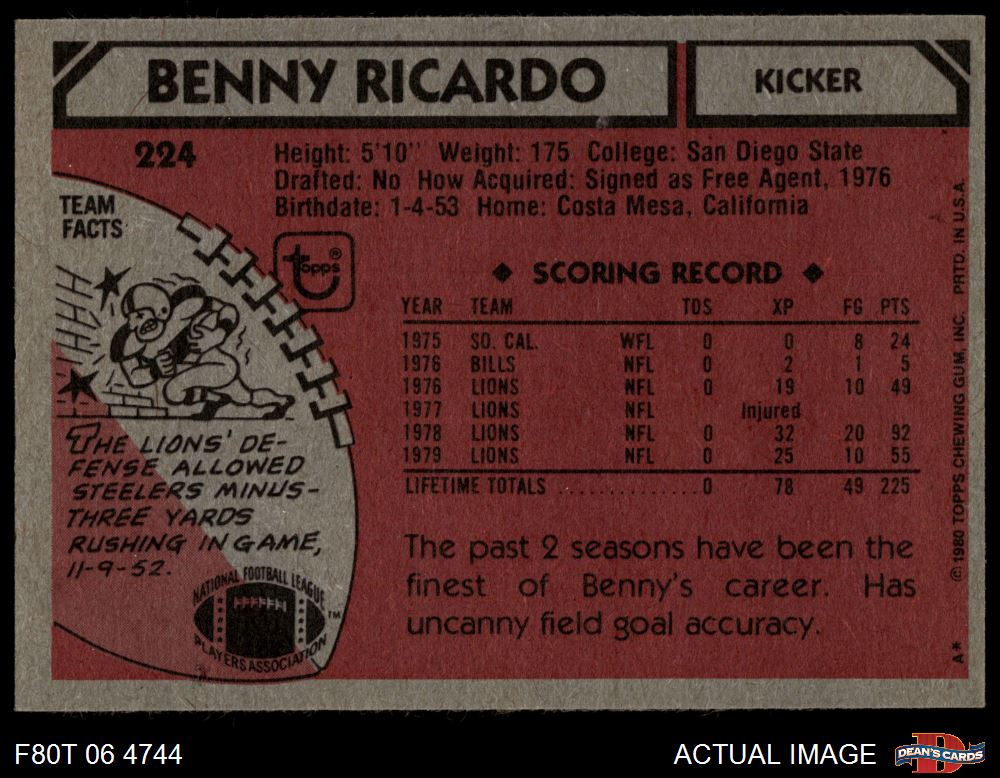 BENNY RICARDO
KICKER
224
Height: 5'10" Weight: 175 College: San Diego State
Drafted: No How Acquired: Signed as Free Agent, 1976
Birthdate: 1-4-53 Home: Costa Mesa, California
TEAM
FACTS
topps
THE LIONS' DE-
FENSE ALLOWED
STEELERS MINUS-
THREE YARDS
RUSHING IN GAME,
11-9-52.
NATIONAL FOOTBALL LEAGUE
PLAYERS ASSOCIATION
TM
◆ SCORING RECORD ◆
YEAR TEAM TDS XP FG PTS
1975 SO. CAL. WFL 0 0 8 24
1976 BILLS NFL 0 2 1 5
1976 LIONS NFL 0 19 10 49
1977 LIONS NFL Injured
1978 LIONS NFL 0 32 20 92
1979 LIONS NFL 0 25 10 55
LIFETIME TOTALS ..............0 78 49 225
The past 2 seasons have been the
finest of Benny's career. Has
uncanny field goal accuracy.
A* © 1980 TOPPS CHEWING GUM, INC. PRTD. IN U.S.A.
F80T 06 4744
ACTUAL IMAGE
DEAN'S CARDS